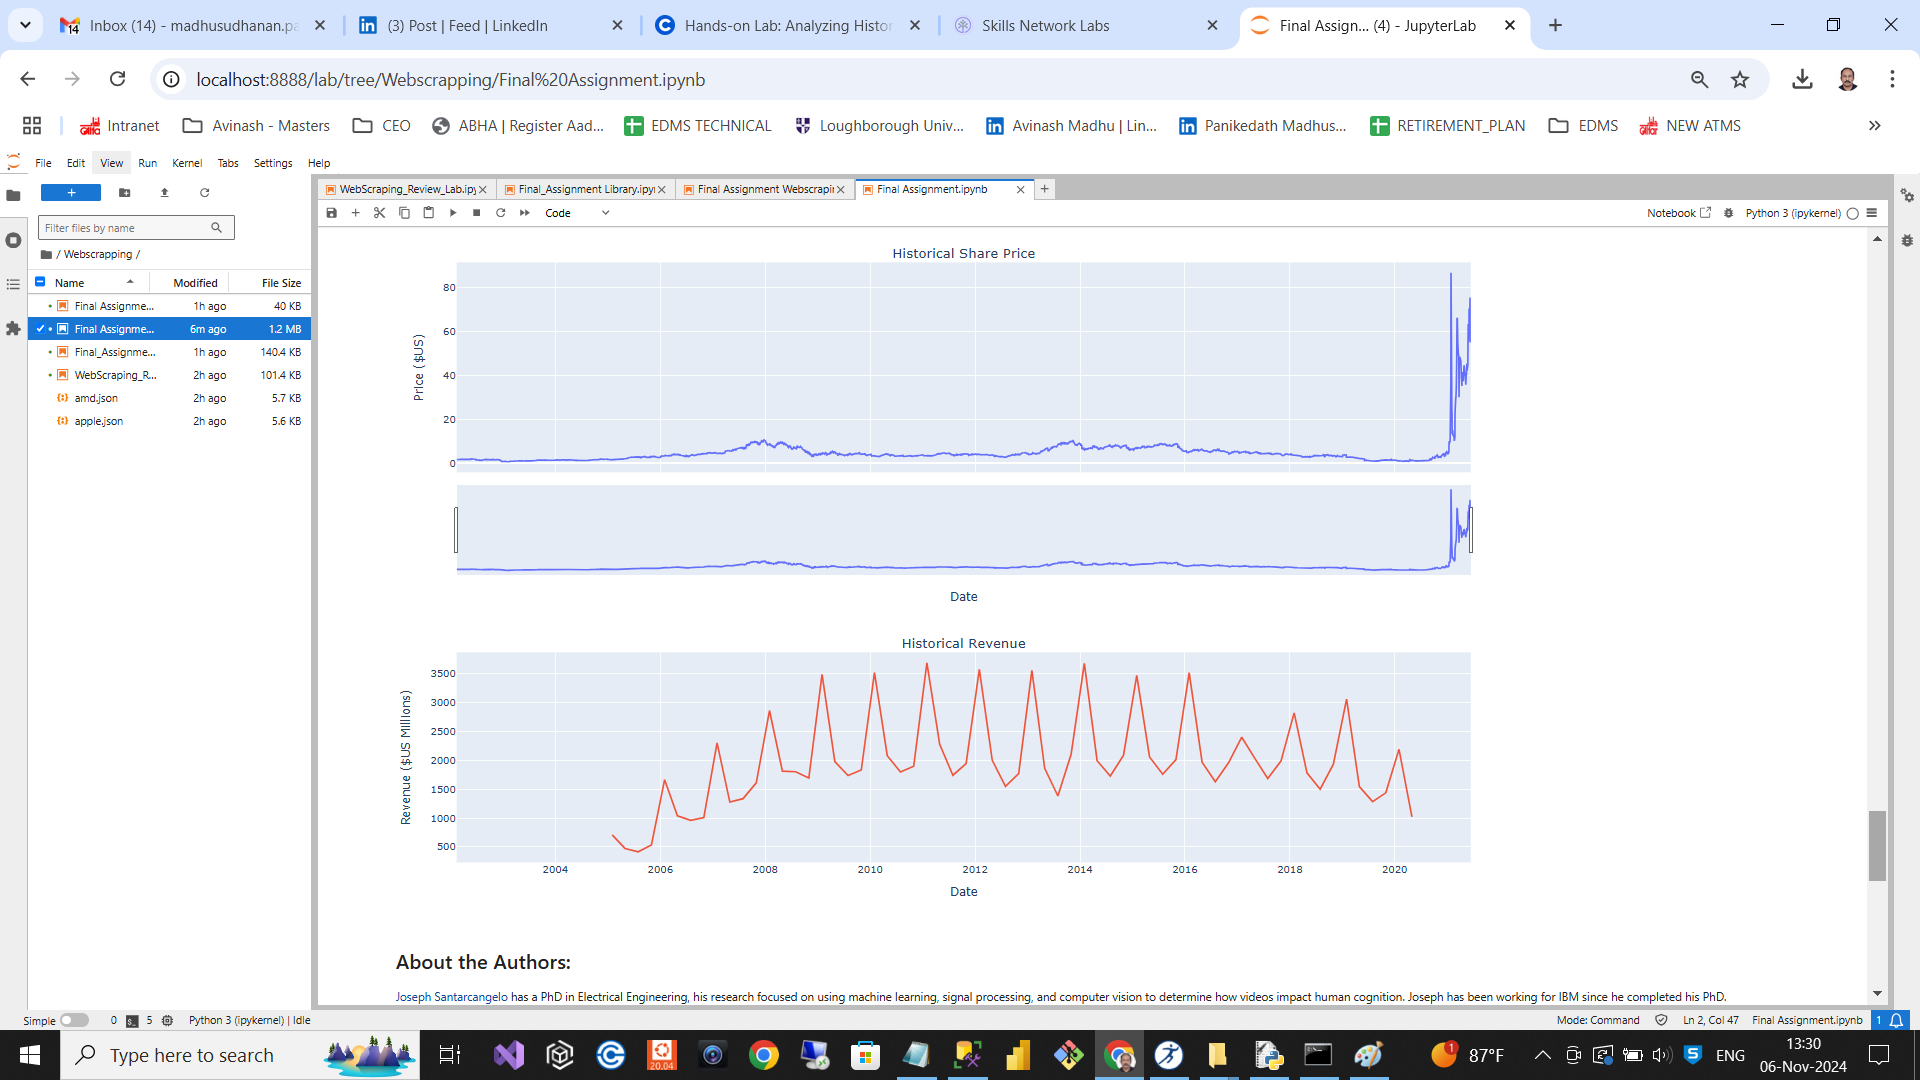 Inbox (14) - madhusudhanan.pa
(3) Post | Feed | LinkedIn
Hands-on Lab: Analyzing Histor
Skills Network Labs
Final Assign... (4) - JupyterLab
localhost:8888/lab/tree/Webscrapping/Final%20Assignment.ipynb
Intranet
Avinash - Masters
CEO
ABHA | Register Aad...
EDMS TECHNICAL
Loughborough Univ...
Avinash Madhu | Lin...
Panikedath Madhus...
RETIREMENT_PLAN
EDMS
NEW ATMS
File Edit View Run Kernel Tabs Settings Help
Filter files by name
/ Webscrapping /
Name Modified File Size
Final Assignme... 1h ago 40 KB
Final Assignme... 6m ago 1.2 MB
Final_Assignme... 1h ago 140.4 KB
WebScraping_R... 2h ago 101.4 KB
amd.json 2h ago 5.7 KB
apple.json 2h ago 5.6 KB
WebScraping_Review_Lab.ipy
Final_Assignment Library.ipyn
Final Assignment Webscrapin
Final Assignment.ipynb
Code
Notebook
Python 3 (ipykernel)
Historical Share Price
Price ($US)
80
60
40
20
0
Date
Historical Revenue
Revenue ($US Millions)
3500
3000
2500
2000
1500
1000
500
2004 2006 2008 2010 2012 2014 2016 2018 2020
Date
About the Authors:
Joseph Santarcangelo has a PhD in Electrical Engineering, his research focused on using machine learning, signal processing, and computer vision to determine how videos impact human cognition. Joseph has been working for IBM since he completed his PhD.
Simple 0 5 Python 3 (ipykernel) | Idle
Mode: Command Ln 2, Col 47 Final Assignment.ipynb 1
Type here to search
20.04
1
87°F
ENG
13:30
06-Nov-2024